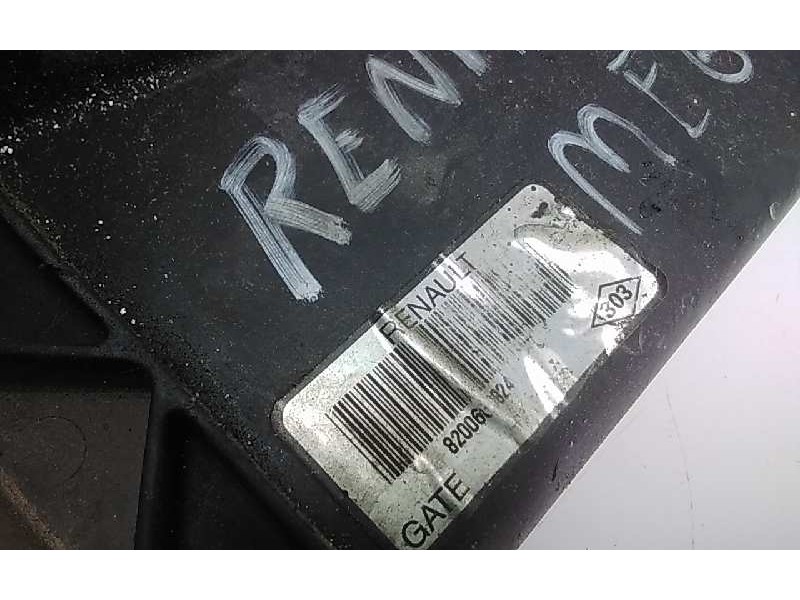 RENA
MEG
RENAULT
303
GATE